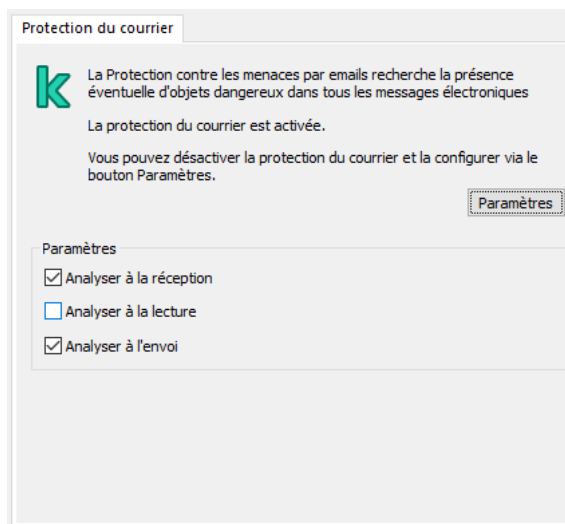 Protection du courrier
La Protection contre les menaces par emails recherche la présence
éventuelle d'objets dangereux dans tous les messages électroniques
La protection du courrier est activée.
Vous pouvez désactiver la protection du courrier et la configurer via le
bouton Paramètres.
Paramètres
Paramètres
Analyser à la réception
Analyser à la lecture
Analyser à l'envoi